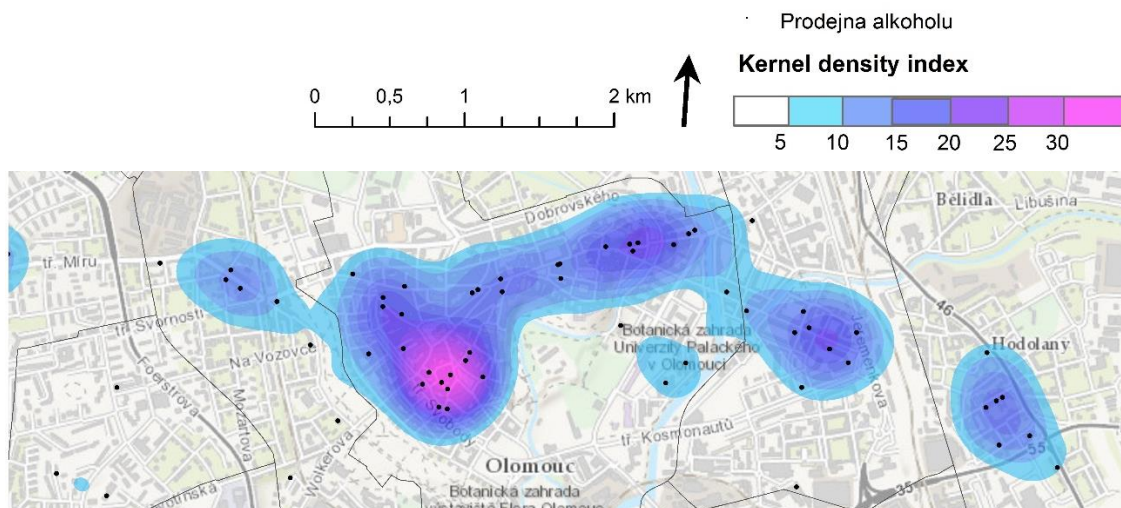 Prodejna alkoholu
Kernel density index
0 0,5 1 2 km
5 10 15 20 25 30
Dobrovského
Bělidla
Libušina
tř. Míru
46
tř. Svornosti
Botanická zahrada
Univerzity Palackého
v Olomouci
Hodolany
Na Vozovce
Jeremenkova
Foerstrova
Mozartova
tř. Svobody
Wolkerova
tř. Kosmonautů
55
Olomouc
35
Botanická zahrada